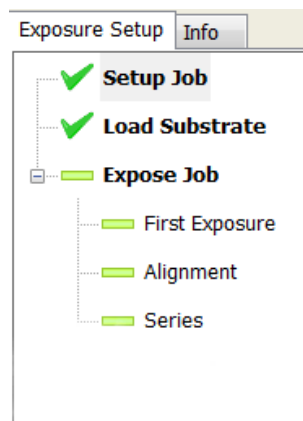 Exposure Setup Info
Setup Job
Load Substrate
Expose Job
First Exposure
Alignment
Series